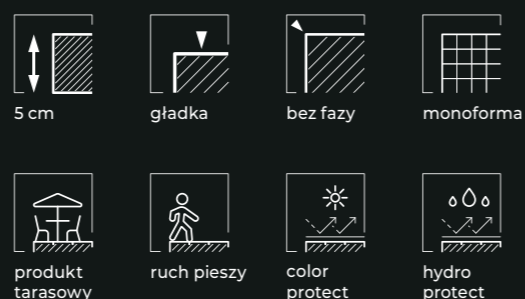 5 cm
gładka
bez fazy
monoforma
produkt
tarasowy
ruch pieszy
color
protect
hydro
protect